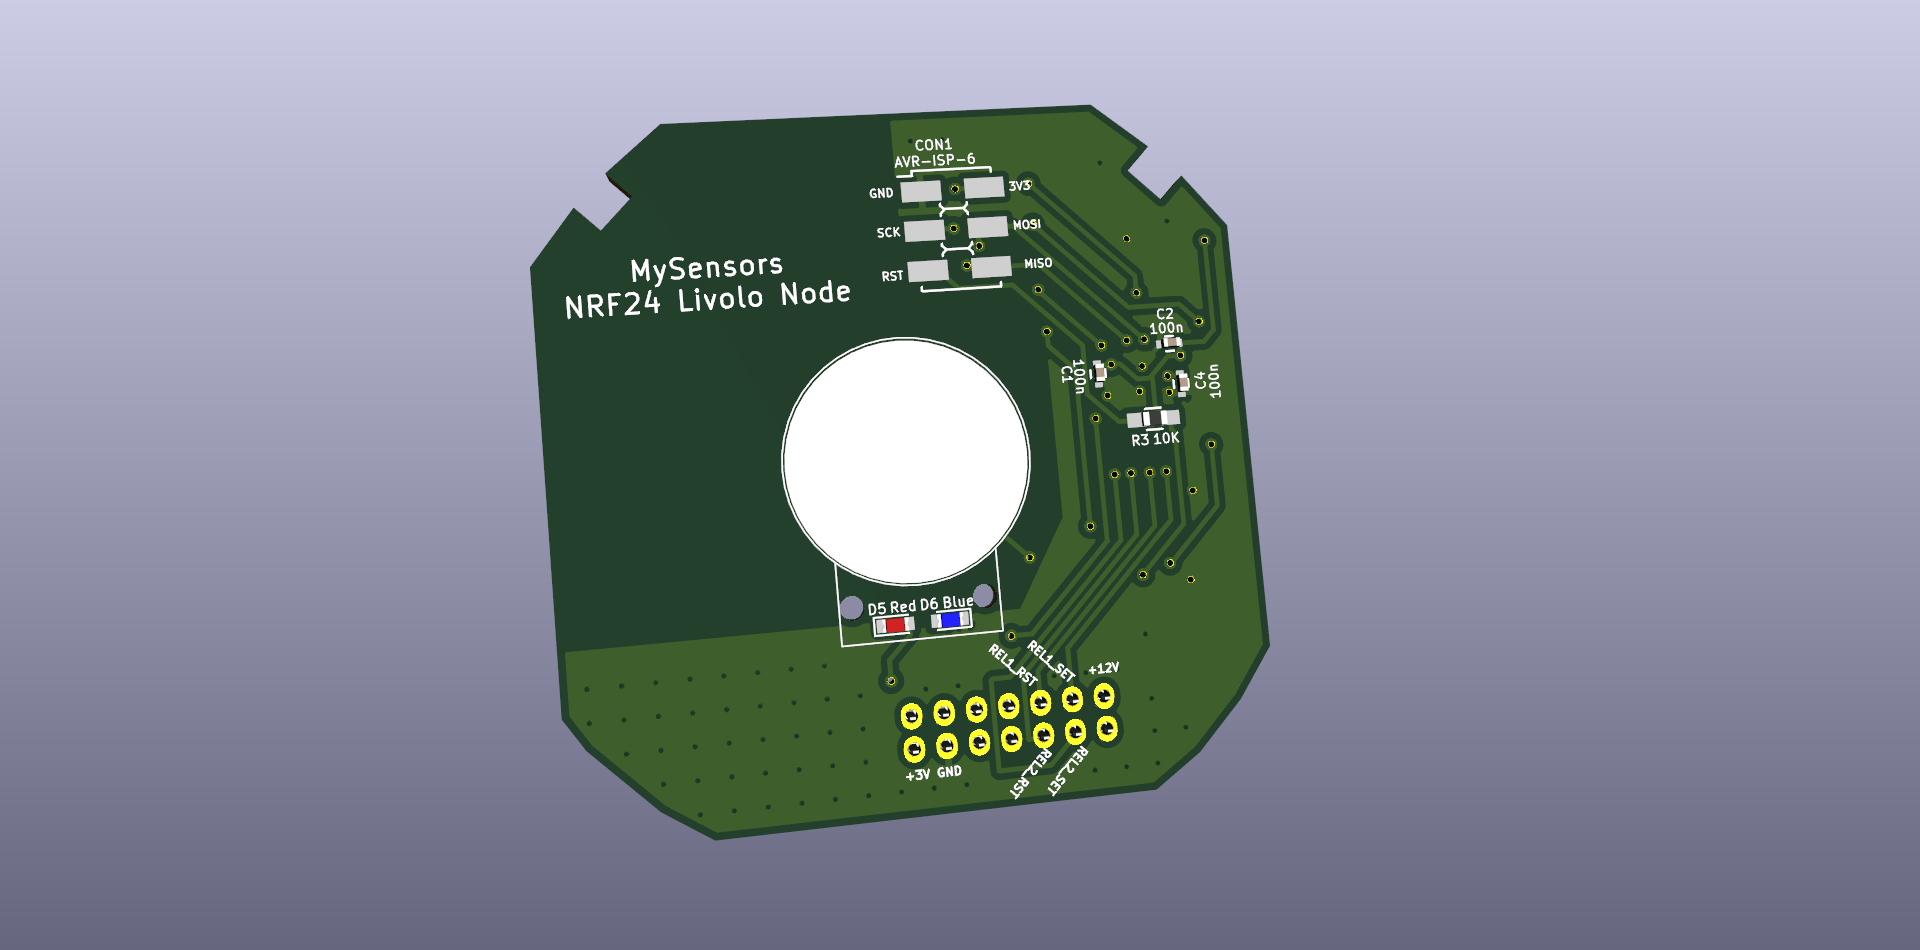 CON1
AVR-ISP-6
GND
3V3
SCK
MOSI
RST
MISO
MySensors
NRF24 Livolo Node
C2
100n
C1
100n
C4
100n
R3 10K
D5 Red D6 Blue
REL1_RST
REL1_SET
+12V
+3V GND
REL2_RST
REL2_SET